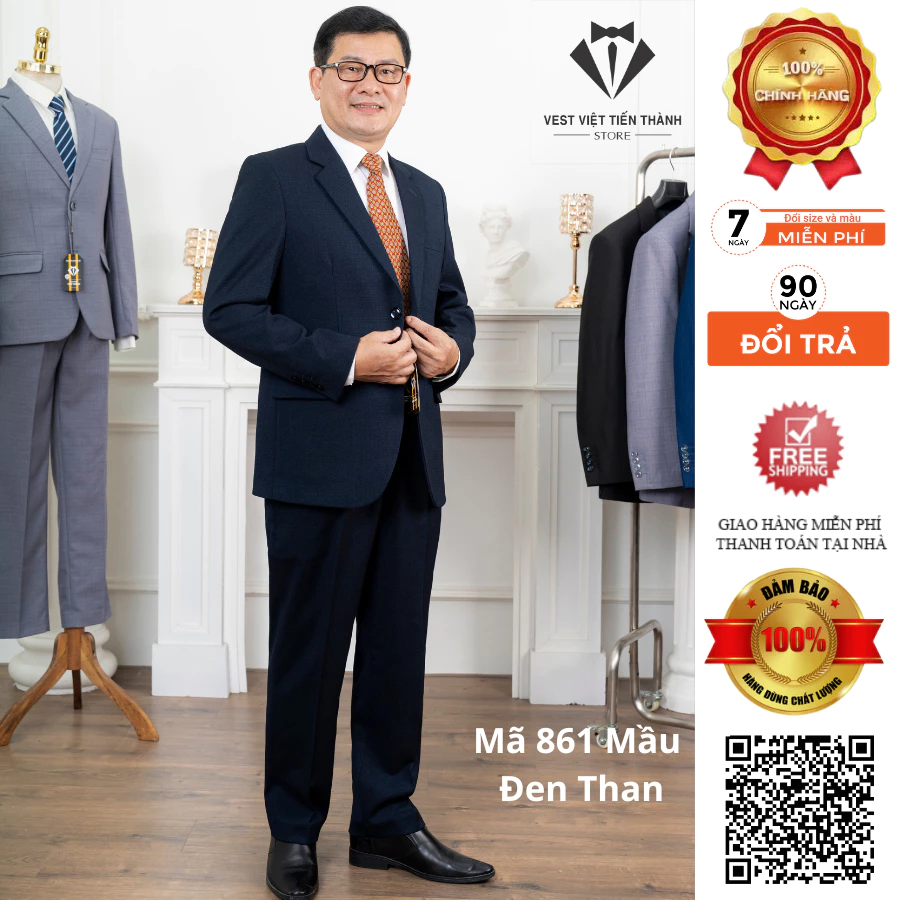 VEST VIỆT TIẾN THÀNH
STORE
100%
CHÍNH HÃNG
7
NGÀY
Đổi size và màu
MIỄN PHÍ
90
NGÀY
ĐỔI TRẢ
FREE
SHIPPING
GIAO HÀNG MIỄN PHÍ
THANH TOÁN TẠI NHÀ
ĐẢM BẢO
100%
HÀNG DÙNG CHẤT LƯỢNG
Mã 861 Mầu
Đen Than